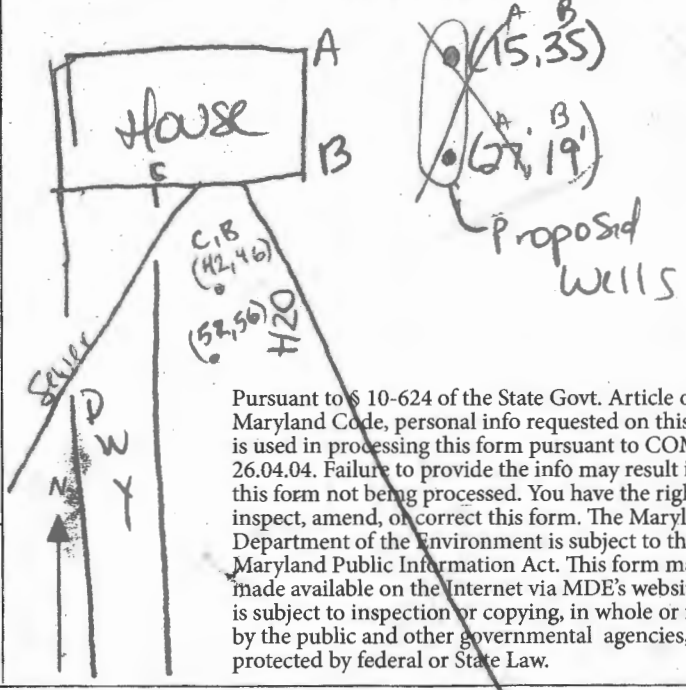 A
House
B
A B
(15, 35)
A B
(27', 19')
Proposed
Wells
C, B
(42, 46)
(52, 56)
H2O
Sewer
D
W
Y
N
Pursuant to § 10-624 of the State Govt. Article o
Maryland Code, personal info requested on this
is used in processing this form pursuant to COM
26.04.04. Failure to provide the info may result i
this form not being processed. You have the righ
inspect, amend, or correct this form. The Maryl
Department of the Environment is subject to th
Maryland Public Information Act. This form m
made available on the Internet via MDE's websi
is subject to inspection or copying, in whole or
by the public and other governmental agencies,
protected by federal or State Law.